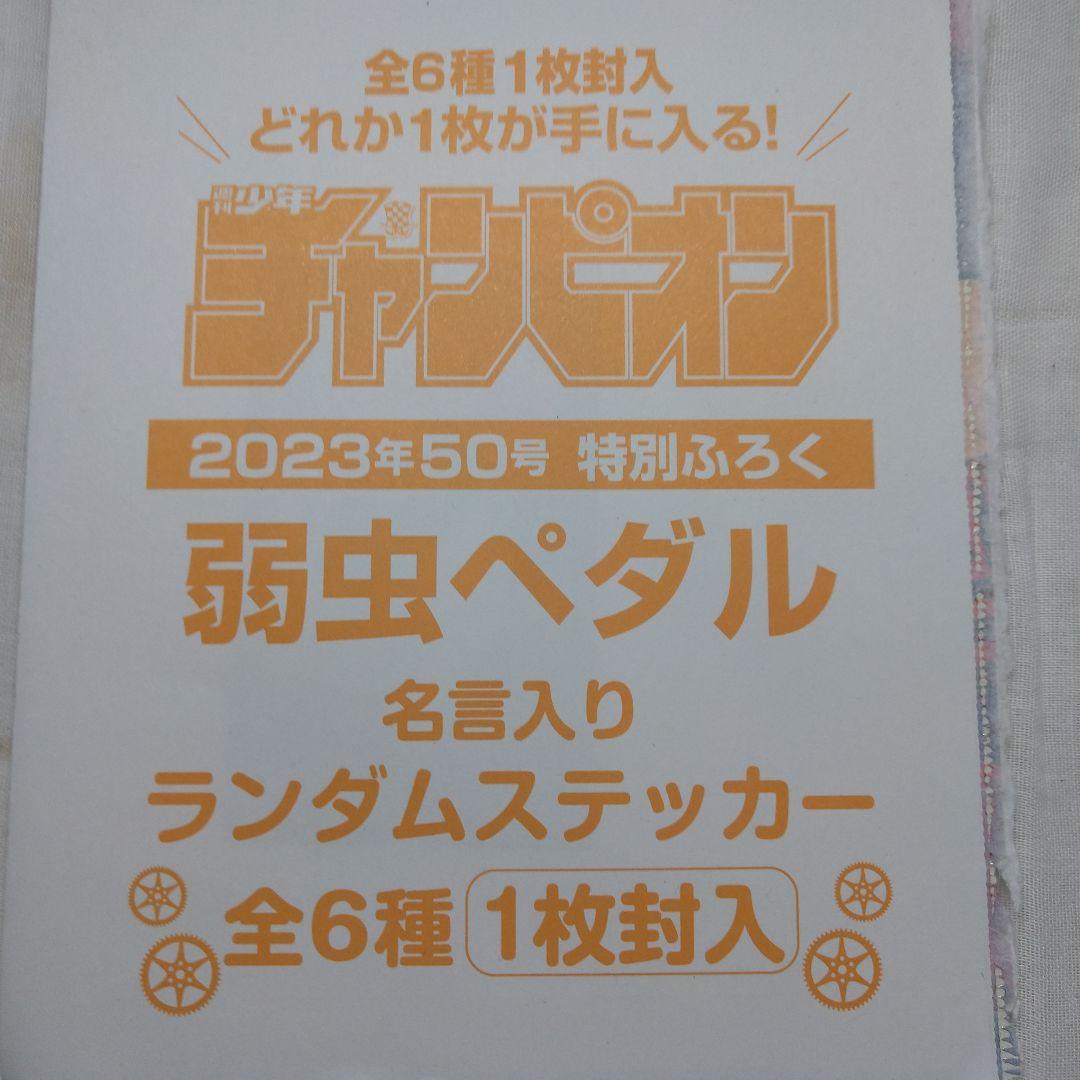 全6種1枚封入
どれか1枚が手に入る!
週刊少年
チャンピオン
2023年50号 特別ふろく
弱虫ペダル
名言入り
ランダムステッカー
全6種 1枚封入